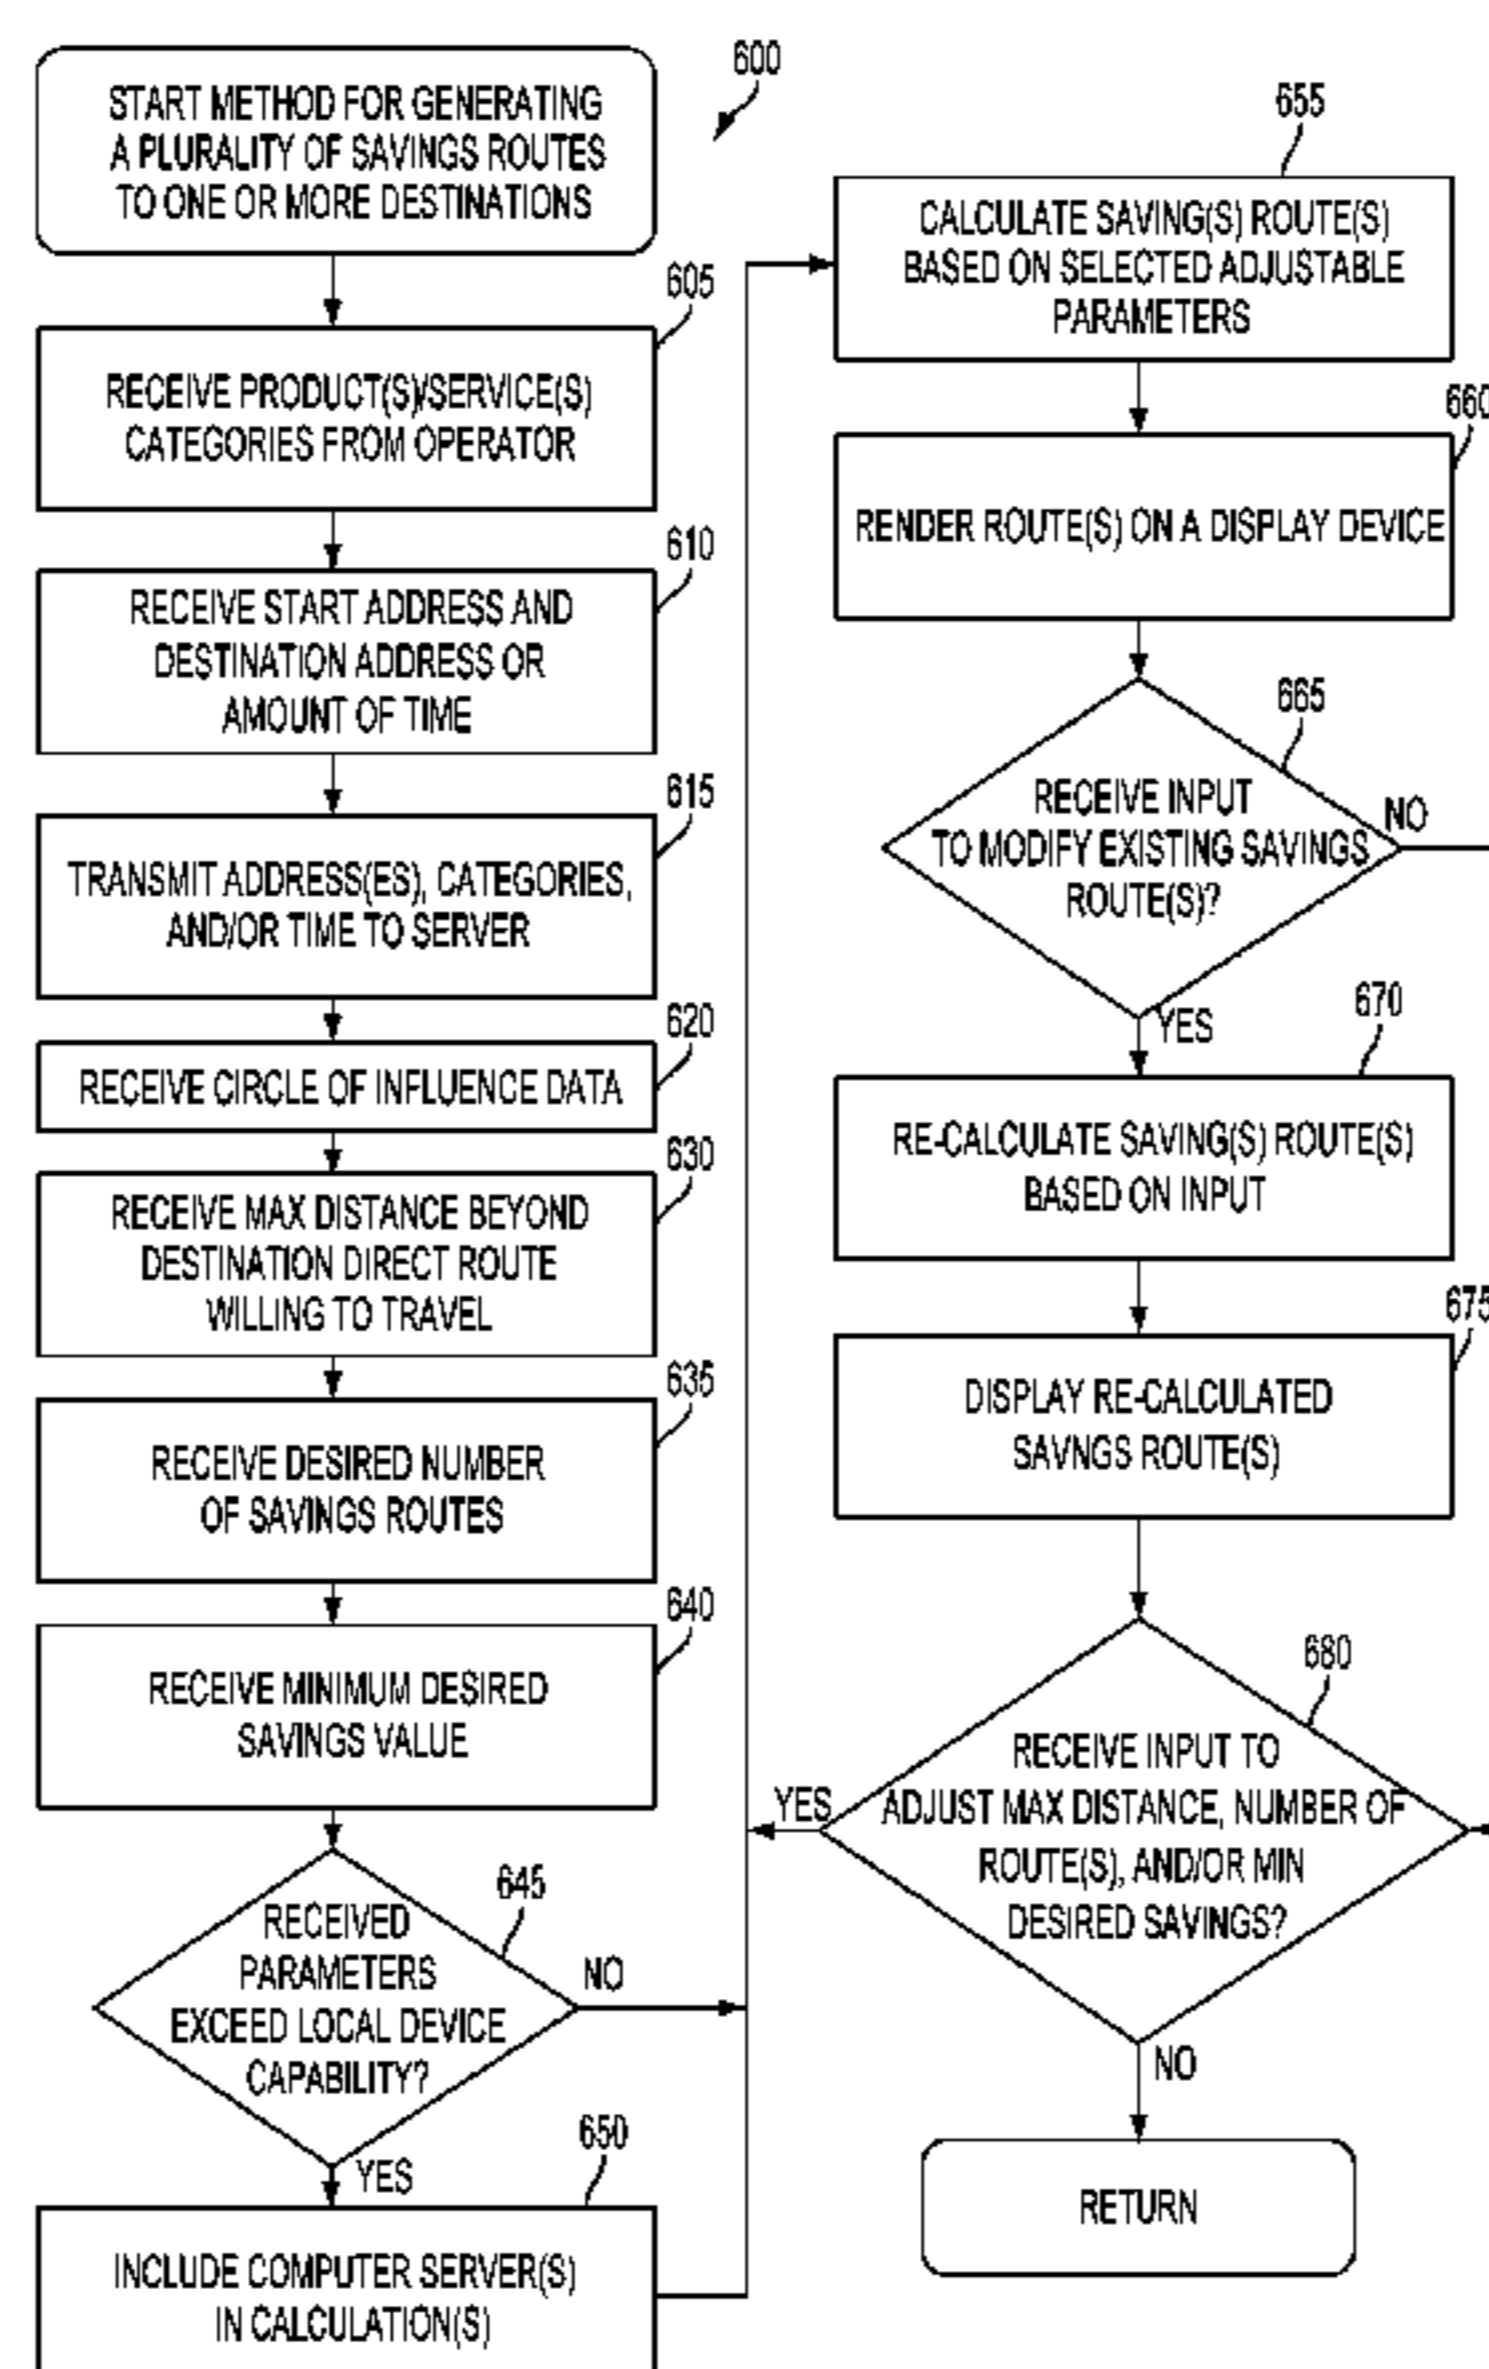 600
START METHOD FOR GENERATING
A PLURALITY OF SAVINGS ROUTES
TO ONE OR MORE DESTINATIONS
605
RECEIVE PRODUCT(S)/SERVICE(S)
CATEGORIES FROM OPERATOR
610
RECEIVE START ADDRESS AND
DESTINATION ADDRESS OR
AMOUNT OF TIME
615
TRANSMIT ADDRESS(ES), CATEGORIES,
AND/OR TIME TO SERVER
620
RECEIVE CIRCLE OF INFLUENCE DATA
630
RECEIVE MAX DISTANCE BEYOND
DESTINATION DIRECT ROUTE
WILLING TO TRAVEL
635
RECEIVE DESIRED NUMBER
OF SAVINGS ROUTES
640
RECEIVE MINIMUM DESIRED
SAVINGS VALUE
645
RECEIVED
PARAMETERS
EXCEED LOCAL DEVICE
CAPABILITY?
NO
YES
650
INCLUDE COMPUTER SERVER(S)
IN CALCULATION(S)
655
CALCULATE SAVING(S) ROUTE(S)
BASED ON SELECTED ADJUSTABLE
PARAMETERS
660
RENDER ROUTE(S) ON A DISPLAY DEVICE
665
RECEIVE INPUT
TO MODIFY EXISTING SAVINGS
ROUTE(S)?
NO
YES
670
RE-CALCULATE SAVING(S) ROUTE(S)
BASED ON INPUT
675
DISPLAY RE-CALCULATED
SAVNGS ROUTE(S)
680
RECEIVE INPUT TO
ADJUST MAX DISTANCE, NUMBER OF
ROUTE(S), AND/OR MIN
DESIRED SAVINGS?
YES
NO
RETURN